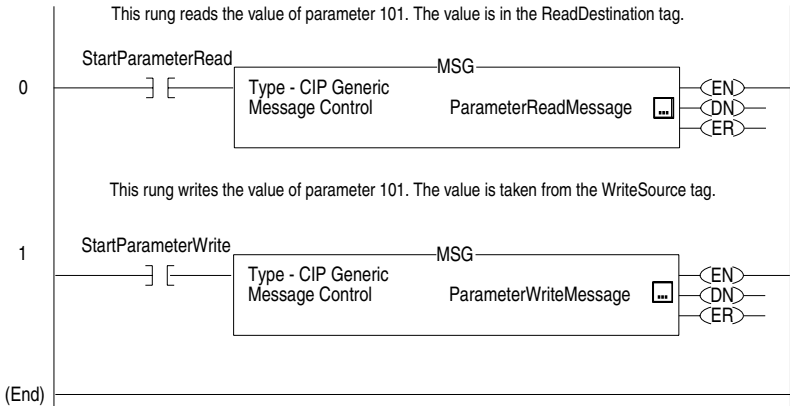 This rung reads the value of parameter 101. The value is in the ReadDestination tag.
StartParameterRead
MSG
0
Type - CIP Generic
Message Control ParameterReadMessage ...
EN
DN
ER
This rung writes the value of parameter 101. The value is taken from the WriteSource tag.
StartParameterWrite
MSG
1
Type - CIP Generic
Message Control ParameterWriteMessage ...
EN
DN
ER
(End)